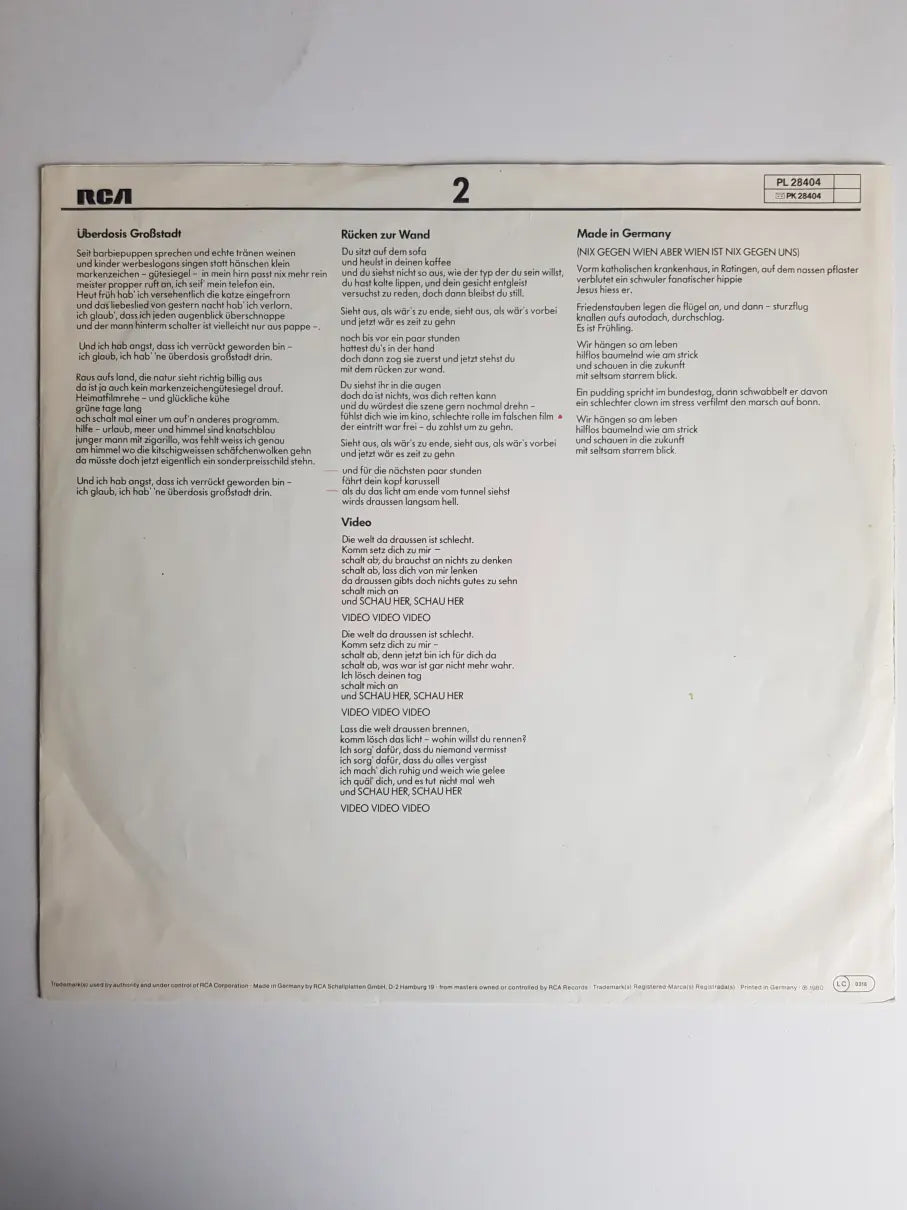 RCA
2
PL 28404
PK 28404
Überdosis Großstadt
Seit barbiepuppen sprechen und echte tränen weinen
und kinder werbeslogans singen statt hänschen klein
markenzeichen – gütesiegel – in mein hirn passt nix mehr rein
meister propper ruft an, ich seif' mein telefon ein.
Heut früh hab' ich versehentlich die katze eingefrorn
und das liebeslied von gestern nacht hab' ich verlorn.
ich glaub', dass ich jeden augenblick überschnappe
und der mann hinterm schalter ist vielleicht nur aus pappe –.
Und ich hab angst, dass ich verrückt geworden bin –
ich glaub, ich hab' 'ne überdosis großstadt drin.
Raus aufs land, die natur sieht richtig billig aus
da ist ja auch kein markenzeichengütesiegel drauf.
Heimatfilmrehe – und glückliche kühe
grüne tage lang
ach schalt mal einer um auf'n anderes programm.
hilfe – urlaub, meer und himmel sind knatschblau
junger mann mit zigarillo, was fehlt weiss ich genau
am himmel wo die kitschigweissen schäfchenwolken gehn
da müsste doch jetzt eigentlich ein sonderpreisschild stehn.
Und ich hab angst, dass ich verrückt geworden bin –
ich glaub, ich hab' 'ne überdosis großstadt drin.
Rücken zur Wand
Du sitzt auf dem sofa
und heulst in deinen kaffee
und du siehst nicht so aus, wie der typ der du sein willst,
du hast kalte lippen, und dein gesicht entgleist
versuchst zu reden, doch dann bleibst du still.
Sieht aus, als wär's zu ende, sieht aus, als wär's vorbei
und jetzt wär es zeit zu gehn
noch bis vor ein paar stunden
hattest du's in der hand
doch dann zog sie zuerst und jetzt stehst du
mit dem rücken zur wand.
Du siehst ihr in die augen
doch da ist nichts, was dich retten kann
und du würdest die szene gern nochmal drehn –
fühlst dich wie im kino, schlechte rolle im falschen film
der eintritt war frei – du zahlst um zu gehn.
Sieht aus, als wär's zu ende, sieht aus, als wär's vorbei
und jetzt wär es zeit zu gehn
und für die nächsten paar stunden
fährt dein kopf karussell
als du das licht am ende vom tunnel siehst
wirds draussen langsam hell.
Video
Die welt da draussen ist schlecht.
Komm setz dich zu mir –
schalt ab, du brauchst an nichts zu denken
schalt ab, lass dich von mir lenken
da draussen gibts doch nichts gutes zu sehn
schalt mich an
und SCHAU HER, SCHAU HER
VIDEO VIDEO VIDEO
Die welt da draussen ist schlecht.
Komm setz dich zu mir –
schalt ab, denn jetzt bin ich für dich da
schalt ab, was war ist gar nicht mehr wahr.
Ich lösch deinen tag
schalt mich an
und SCHAU HER, SCHAU HER
VIDEO VIDEO VIDEO
Lass die welt draussen brennen,
komm lösch das licht – wohin willst du rennen?
Ich sorg' dafür, dass du niemand vermisst
ich sorg' dafür, dass du alles vergisst
ich mach' dich ruhig und weich wie gelee
ich quäl' dich, und es tut nicht mal weh
und SCHAU HER, SCHAU HER
VIDEO VIDEO VIDEO
Made in Germany
(NIX GEGEN WIEN ABER WIEN IST NIX GEGEN UNS)
Vorm katholischen krankenhaus, in Ratingen, auf dem nassen pflaster
verblutet ein schwuler fanatischer hippie
Jesus hiess er.
Friedenstauben legen die flügel an, und dann – sturzflug
knallen aufs autodach, durchschlag.
Es ist Frühling.
Wir hängen so am leben
hilflos baumelnd wie am strick
und schauen in die zukunft
mit seltsam starrem blick.
Ein pudding spricht im bundestag, dann schwabbelt er davon
ein schlechter clown im stress verfilmt den marsch auf bonn.
Wir hängen so am leben
hilflos baumelnd wie am strick
und schauen in die zukunft
mit seltsam starrem blick.
Trademark(s) used by authority and under control of RCA Corporation · Made in Germany by RCA Schallplatten GmbH, D-2 Hamburg 19 · from masters owned or controlled by RCA Records · Trademark(s) Registered-Marca(s) Registrada(s) · Printed in Germany · ℗ 1980
LC 0316